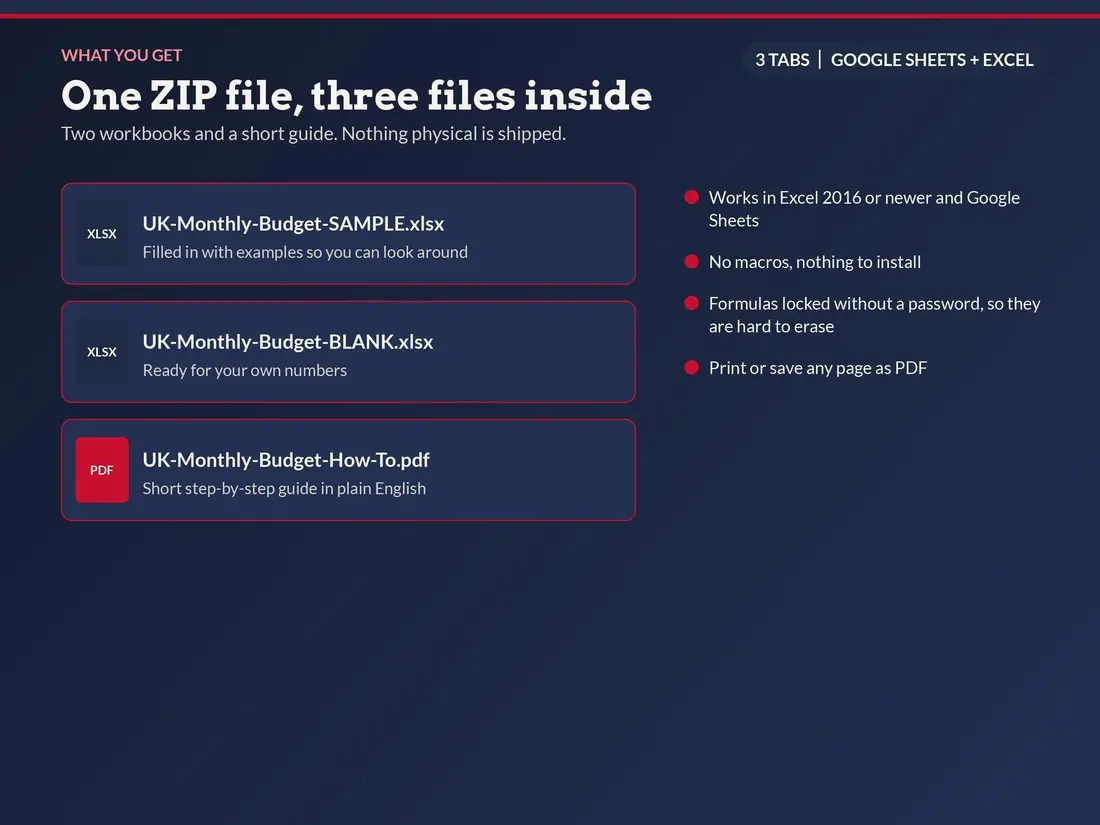 WHAT YOU GET
One ZIP file, three files inside
Two workbooks and a short guide. Nothing physical is shipped.
3 TABS | GOOGLE SHEETS + EXCEL
XLSX
UK-Monthly-Budget-SAMPLE.xlsx
Filled in with examples so you can look around
XLSX
UK-Monthly-Budget-BLANK.xlsx
Ready for your own numbers
PDF
UK-Monthly-Budget-How-To.pdf
Short step-by-step guide in plain English
Works in Excel 2016 or newer and Google
Sheets
No macros, nothing to install
Formulas locked without a password, so they
are hard to erase
Print or save any page as PDF